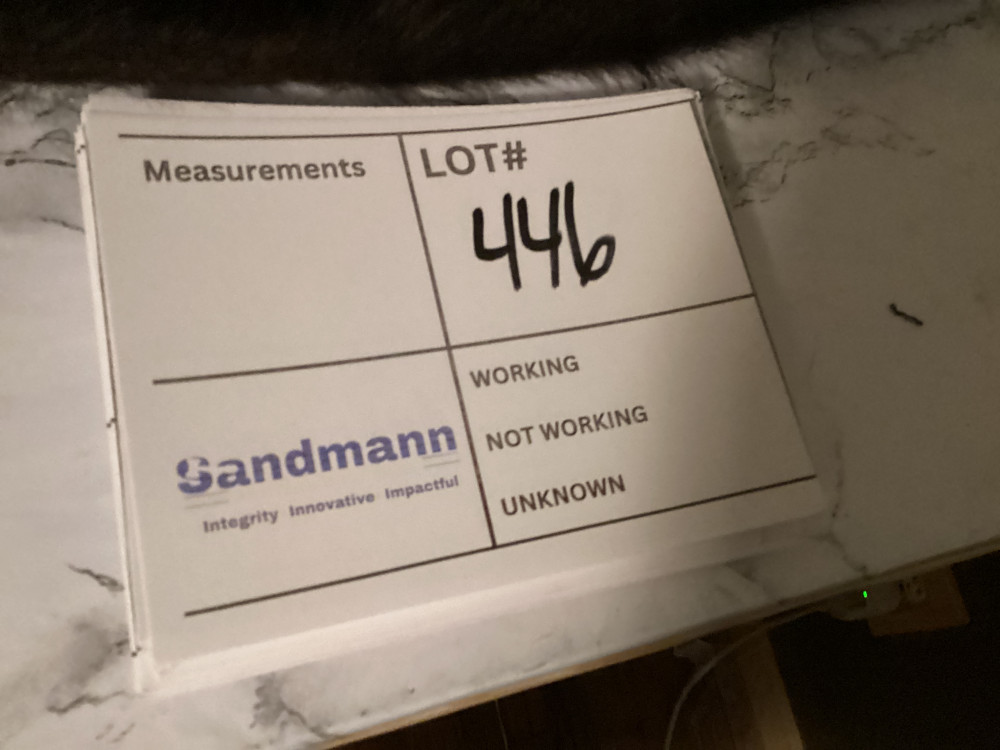 Measurements
LOT#
446
WORKING
NOT WORKING
UNKNOWN
Sandmann
Integrity Innovative Impactful